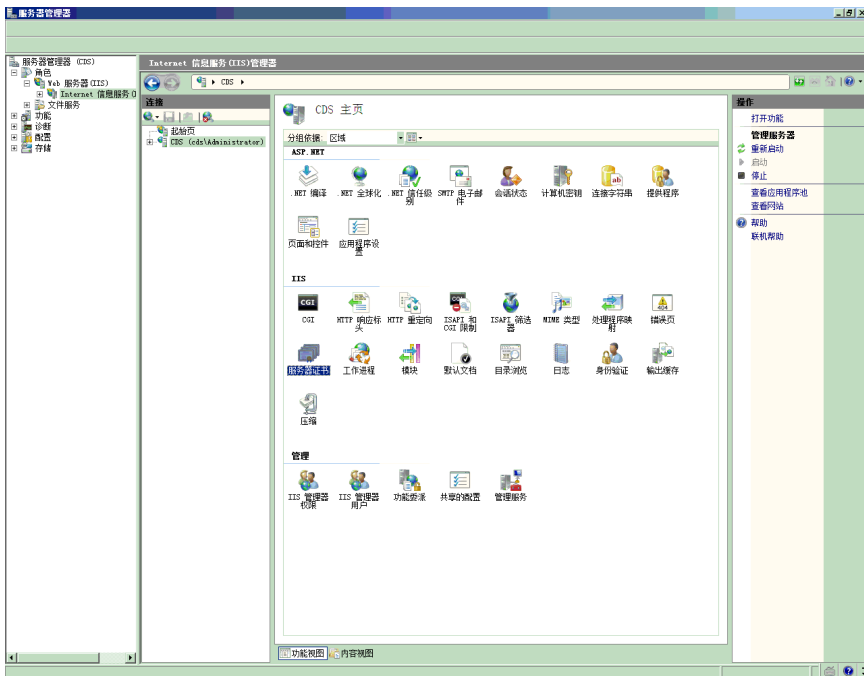 服务器管理器
服务器管理器 (CDS)
角色
Web 服务器(IIS)
Internet 信息服务(I
文件服务
功能
诊断
配置
存储
Internet 信息服务(IIS)管理器
CDS
连接
起始页
CDS (cds\Administrator)
CDS 主页
分组依据: 区域
ASP.NET
.NET 编译
.NET 全球化
.NET 信任级别
SMTP 电子邮件
会话状态
计算机密钥
连接字符串
提供程序
页面和控件
应用程序设置
IIS
CGI
CGI
HTTP 响应标头
HTTP 重定向
ISAPI 和 CGI 限制
ISAPI 筛选器
MIME 类型
处理程序映射
404
错误页
服务器证书
工作进程
模块
默认文档
目录浏览
日志
身份验证
输出缓存
压缩
管理
IIS 管理器权限
IIS 管理器用户
功能委派
共享的配置
管理服务
功能视图
内容视图
操作
打开功能
管理服务器
重新启动
启动
停止
查看应用程序池
查看网站
帮助
联机帮助